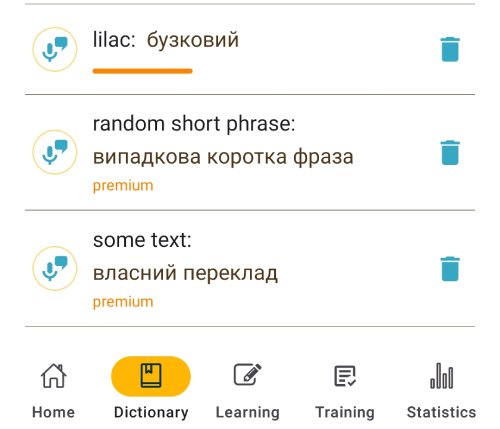 lilac: бузковий
random short phrase:
випадкова коротка фраза
premium
some text:
власний переклад
premium
Home Dictionary Learning Training Statistics